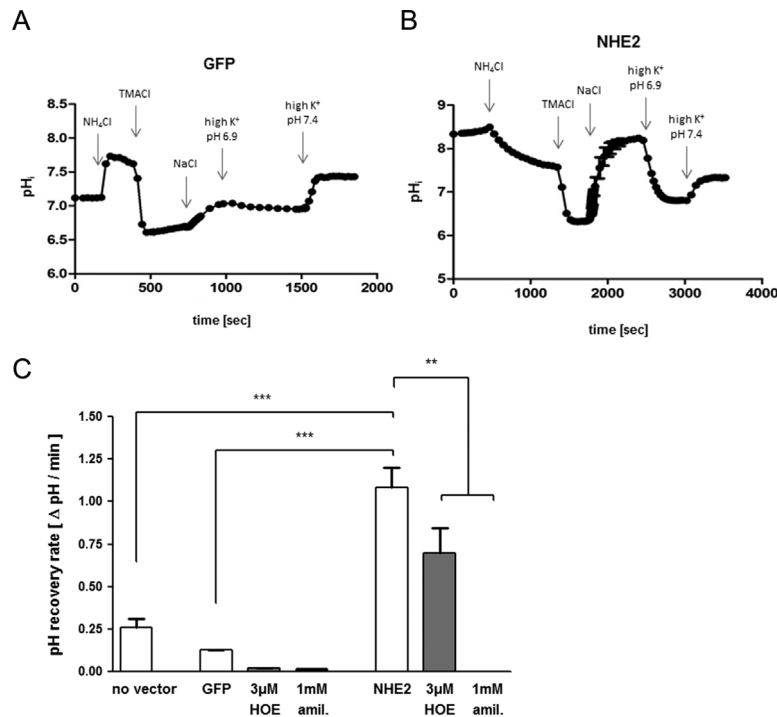 A
GFP
NH₄Cl
TMACl
NaCl
high K⁺
pH 6.9
high K⁺
pH 7.4
8.5
8.0
7.5
7.0
6.5
6.0
pHᵢ
0
500
1000
1500
2000
time [sec]
B
NHE2
NH₄Cl
TMACl
NaCl
high K⁺
pH 6.9
high K⁺
pH 7.4
9
8
7
6
5
pHᵢ
0
1000
2000
3000
4000
time [sec]
C
**
***
***
pH recovery rate [ Δ pH / min ]
1.50
1.25
1.00
0.75
0.50
0.25
0.00
no vector
GFP
3µM
HOE
1mM
amil.
NHE2
3µM
HOE
1mM
amil.